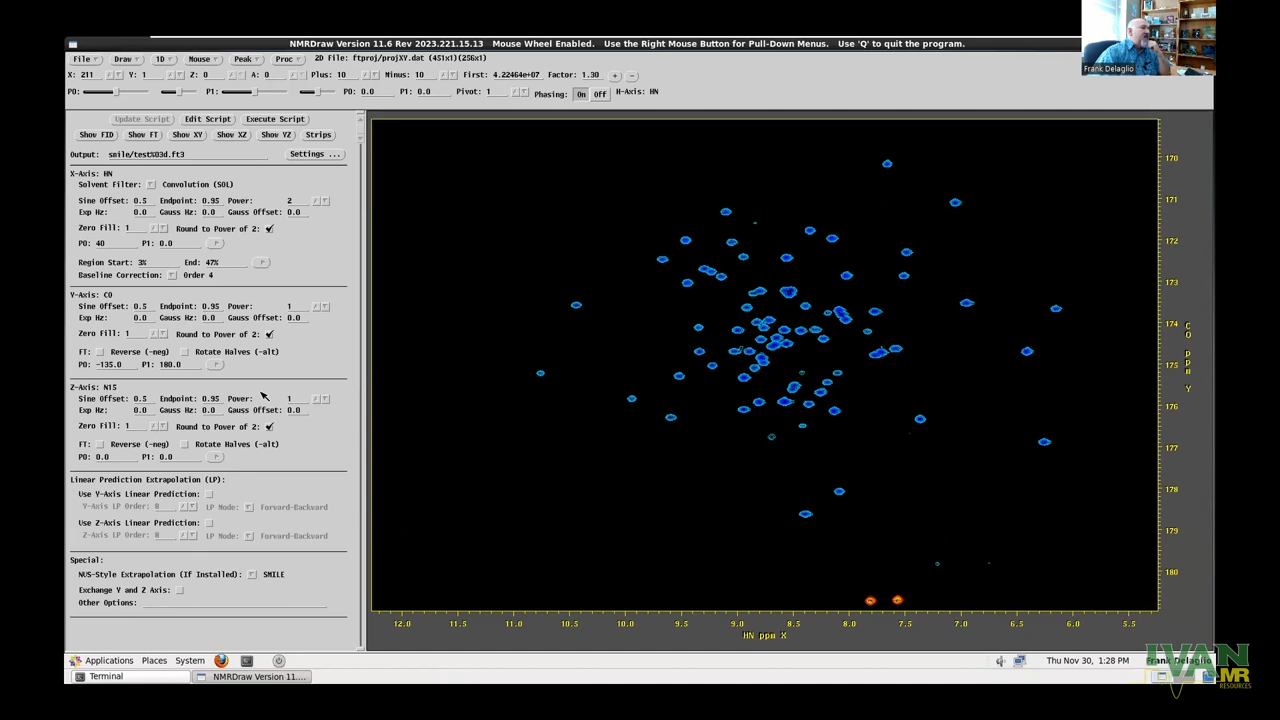 NMRDraw Version 11.6 Rev 2023.221.15.13 Mouse Wheel Enabled. Use the Right Mouse Button for Pull-Down Menus. Use 'Q' to quit the program.
Frank Delaglio
File Draw 1D Mouse Peak Proc 2D File: ftproj/projXY.dat (451x1)(256x1)
X: 211 Y: 1 Z: 0 A: 0 Plus: 10 Minus: 10 First: 4.22464e+07 Factor: 1.30 + -
P0: P1: P0: 0.0 P1: 0.0 Pivot: 1 Phasing: On Off H-Axis: HN
Update Script Edit Script Execute Script
Show FID Show FT Show XY Show XZ Show YZ Strips
Output: smile/test%03d.ft3 Settings ...
X-Axis: HN
Solvent Filter: Convolution (SOL)
Sine Offset: 0.5 Endpoint: 0.95 Power: 2
Exp Hz: 0.0 Gauss Hz: 0.0 Gauss Offset: 0.0
Zero Fill: 1 Round to Power of 2: ✓
P0: 40 P1: 0.0
Region Start: 3% End: 47%
Baseline Correction: Order 4
Y-Axis: CO
Sine Offset: 0.5 Endpoint: 0.95 Power: 1
Exp Hz: 0.0 Gauss Hz: 0.0 Gauss Offset: 0.0
Zero Fill: 1 Round to Power of 2: ✓
FT: Reverse (-neg) Rotate Halves (-alt)
P0: -135.0 P1: 180.0
Z-Axis: N15
Sine Offset: 0.5 Endpoint: 0.95 Power: 1
Exp Hz: 0.0 Gauss Hz: 0.0 Gauss Offset: 0.0
Zero Fill: 1 Round to Power of 2: ✓
FT: Reverse (-neg) Rotate Halves (-alt)
P0: 0.0 P1: 0.0
Linear Prediction Extrapolation (LP):
Use Y-Axis Linear Prediction:
Y-Axis LP Order: 8 LP Mode: Forward-Backward
Use Z-Axis Linear Prediction:
Z-Axis LP Order: 8 LP Mode: Forward-Backward
Special:
NUS-Style Extrapolation (If Installed): SMILE
Exchange Y and Z Axis:
Other Options:
170
171
172
173
174
175
176
177
178
179
180
CO ppm Y
12.0 11.5 11.0 10.5 10.0 9.5 9.0 8.5 8.0 7.5 7.0 6.5 6.0 5.5
HN ppm X
Applications Places System Thu Nov 30, 1:28 PM Frank Delaglio
Terminal NMRDraw Version 11....
IVAN
NMR
RESOURCES